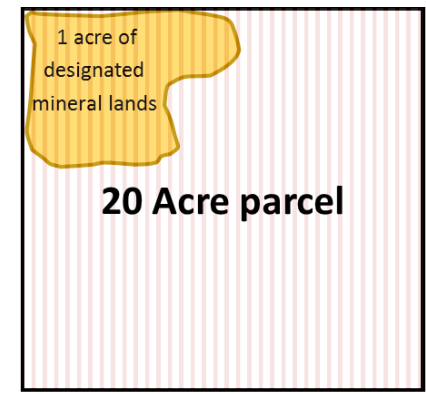 1 acre of
designated
mineral lands
20 Acre parcel